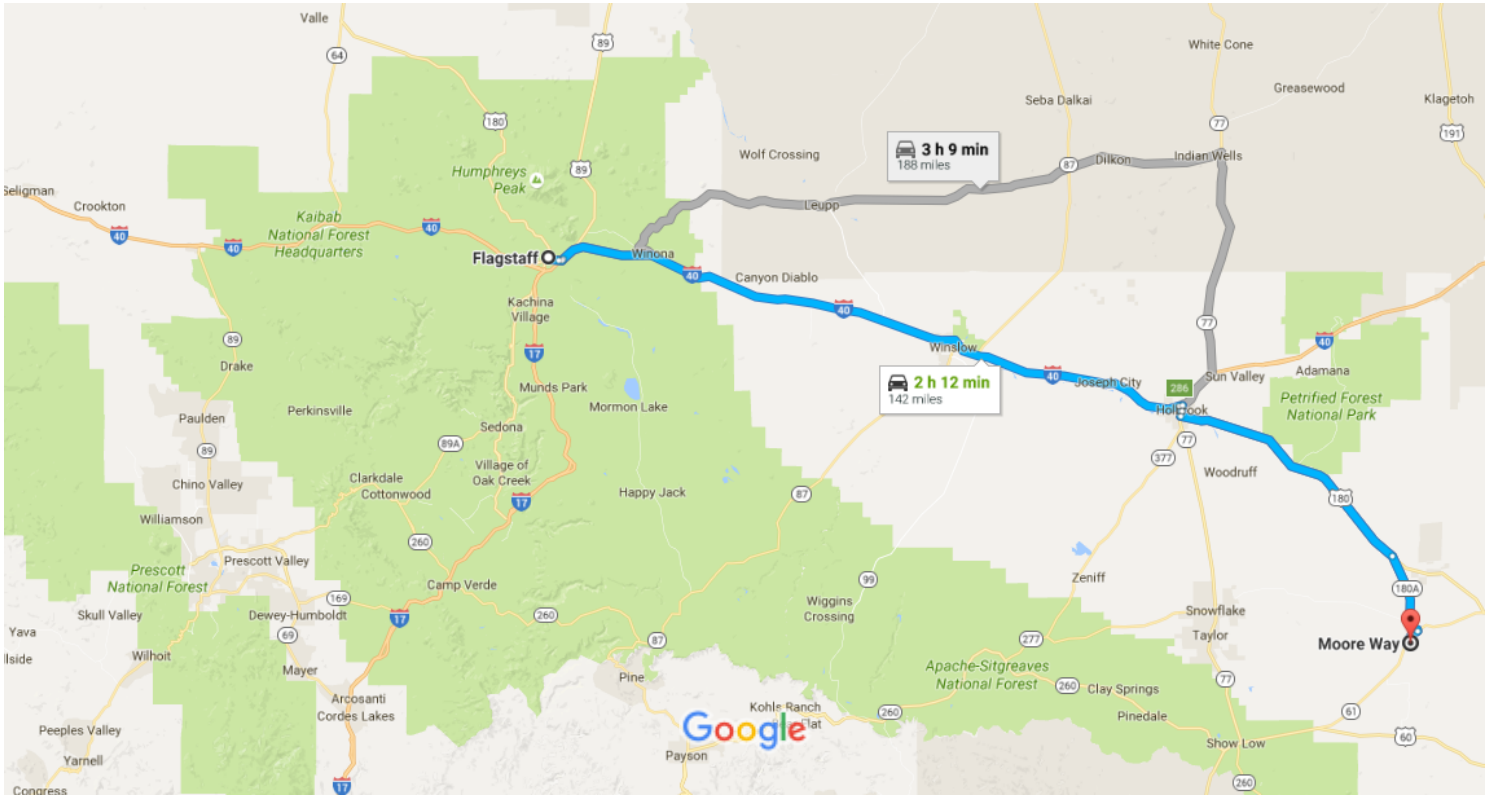 Valle
89
White Cone
64
Greasewood
Seba Dalkai
Klagetoh
180
77
191
3 h 9 min
188 miles
Wolf Crossing
Humphreys
Peak
89
87
Dilkon
Indian Wells
Seligman
Crookton
Leupp
Kaibab
National Forest
Headquarters
40
40
40
Flagstaff
Winona
40
Canyon Diablo
Kachina
Village
40
77
89
Drake
17
Winslow
40
Sun Valley
40
Adamana
2 h 12 min
142 miles
Joseph City
286
Munds Park
Petrified Forest
National Park
Perkinsville
Mormon Lake
Holbrook
Paulden
Sedona
89A
77
89
377
Village of
Oak Creek
Woodruff
Clarkdale
Cottonwood
Chino Valley
Happy Jack
87
180
17
Williamson
260
Prescott Valley
Prescott
National Forest
Camp Verde
99
Zeniff
180A
169
Skull Valley
Dewey-Humboldt
260
Wiggins
Crossing
Snowflake
17
Yava
69
87
277
Taylor
Moore Way
llside
Wilhoit
Mayer
Pine
Apache-Sitgreaves
National Forest
77
260
Clay Springs
Arcosanti
Cordes Lakes
Kohls Ranch
Flat
260
Pinedale
61
Google
Peeples Valley
Show Low
60
Yarnell
Payson
17
260
Congress